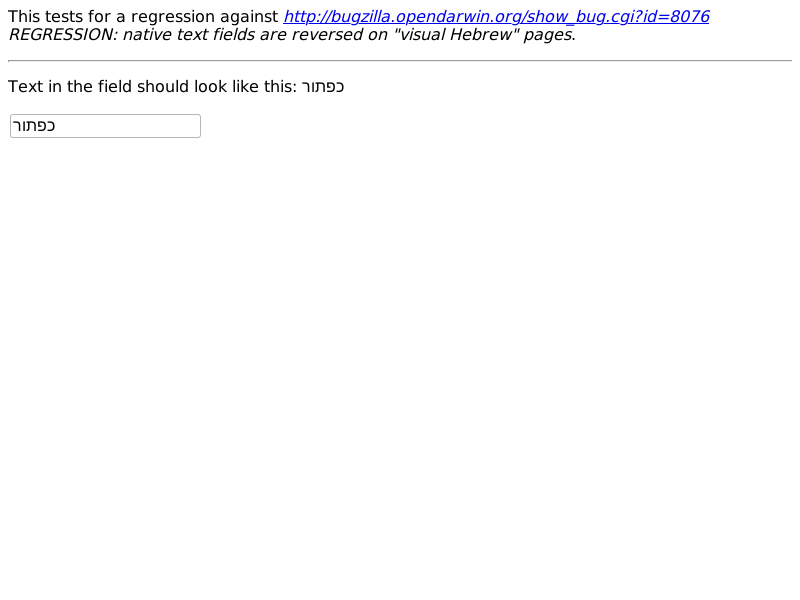 This tests for a regression against http://bugzilla.opendarwin.org/show_bug.cgi?id=8076
REGRESSION: native text fields are reversed on "visual Hebrew" pages.
Text in the field should look like this: כפתור
כפתור